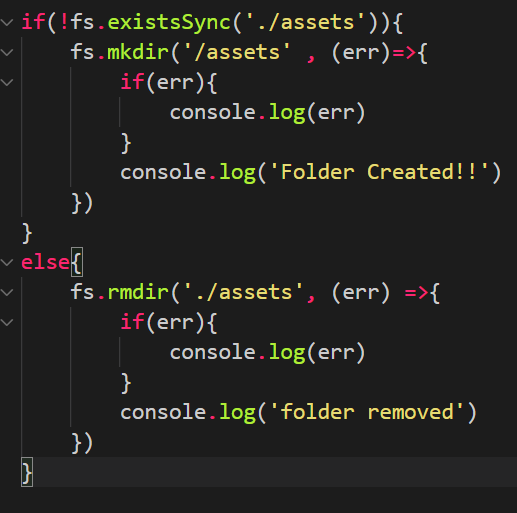 if(!fs.existsSync('./assets')){
    fs.mkdir('/assets' , (err)=>{
        if(err){
            console.log(err)
        }
        console.log('Folder Created!!')
    })
}
else{
    fs.rmdir('./assets', (err) =>{
        if(err){
            console.log(err)
        }
        console.log('folder removed')
    })
}